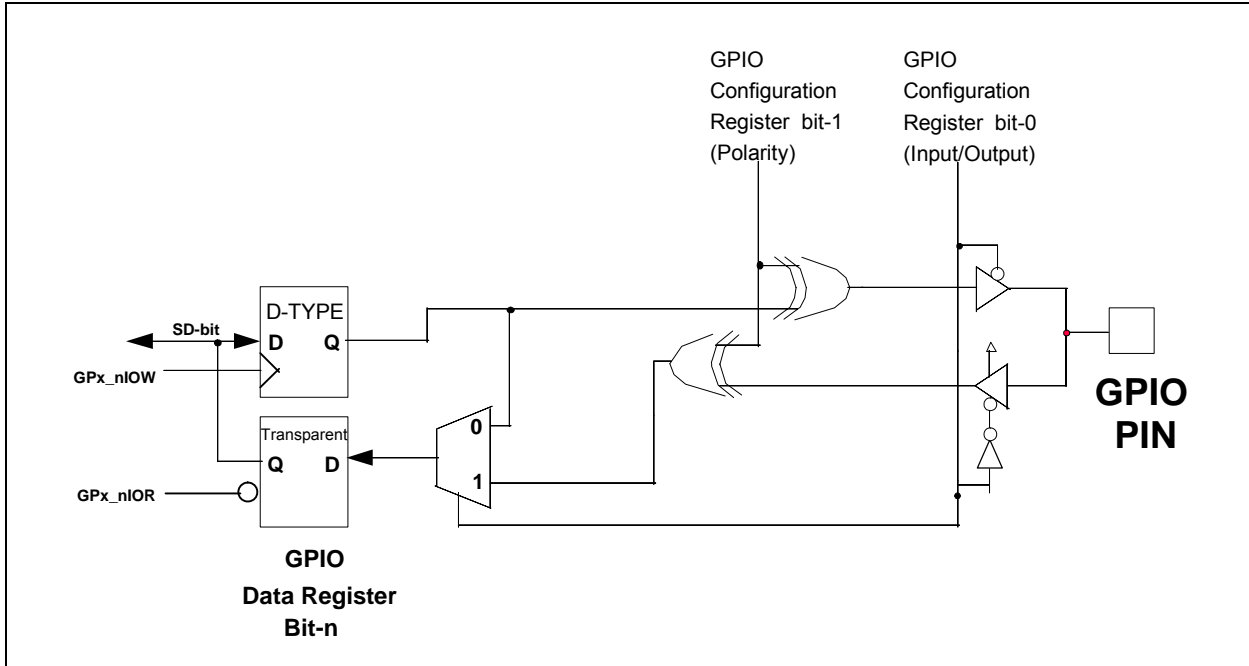 GPIO
Configuration
Register bit-1
(Polarity)
GPIO
Configuration
Register bit-0
(Input/Output)
D-TYPE
SD-bit
D Q
GPx_nIOW
Transparent
Q D
GPx_nIOR
0
1
GPIO
PIN
GPIO
Data Register
Bit-n